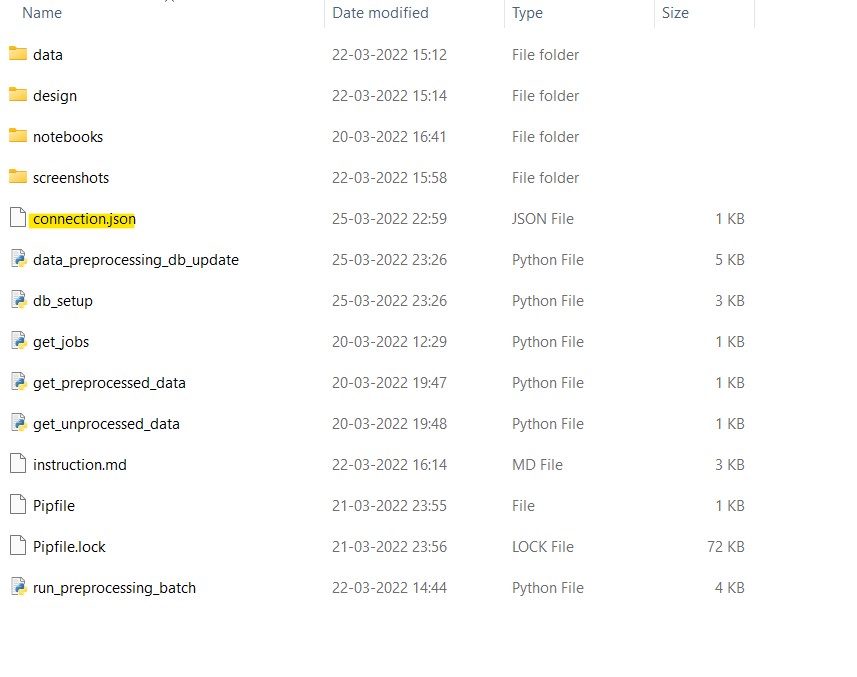 Name Date modified Type Size
data 22-03-2022 15:12 File folder
design 22-03-2022 15:14 File folder
notebooks 20-03-2022 16:41 File folder
screenshots 22-03-2022 15:58 File folder
connection.json 25-03-2022 22:59 JSON File 1 KB
data_preprocessing_db_update 25-03-2022 23:26 Python File 5 KB
db_setup 25-03-2022 23:26 Python File 3 KB
get_jobs 20-03-2022 12:29 Python File 1 KB
get_preprocessed_data 20-03-2022 19:47 Python File 1 KB
get_unprocessed_data 20-03-2022 19:48 Python File 1 KB
instruction.md 22-03-2022 16:14 MD File 3 KB
Pipfile 21-03-2022 23:55 File 1 KB
Pipfile.lock 21-03-2022 23:56 LOCK File 72 KB
run_preprocessing_batch 22-03-2022 14:44 Python File 4 KB